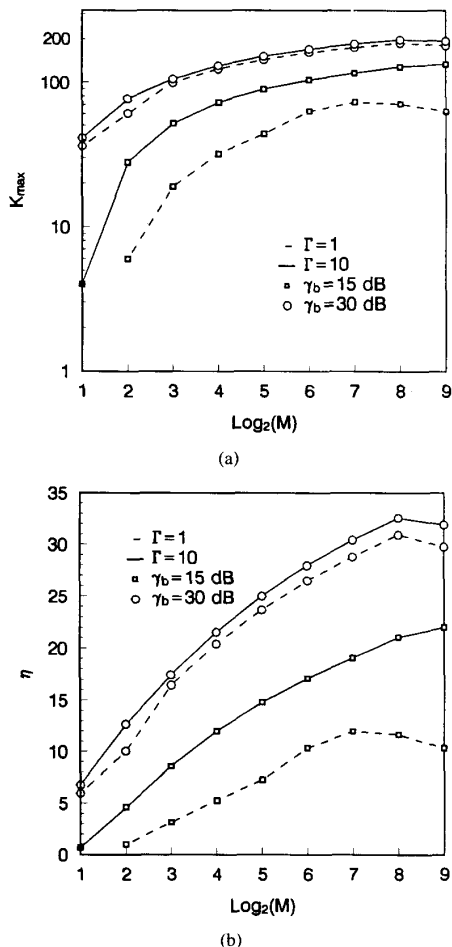 200
100
10
1
K_max
- Γ = 1
— Γ = 10
▫ γ_b = 15 dB
○ γ_b = 30 dB
1 2 3 4 5 6 7 8 9
Log₂(M)
(a)
35
30
25
20
15
10
5
0
η
- Γ = 1
— Γ = 10
▫ γ_b = 15 dB
○ γ_b = 30 dB
1 2 3 4 5 6 7 8 9
Log₂(M)
(b)